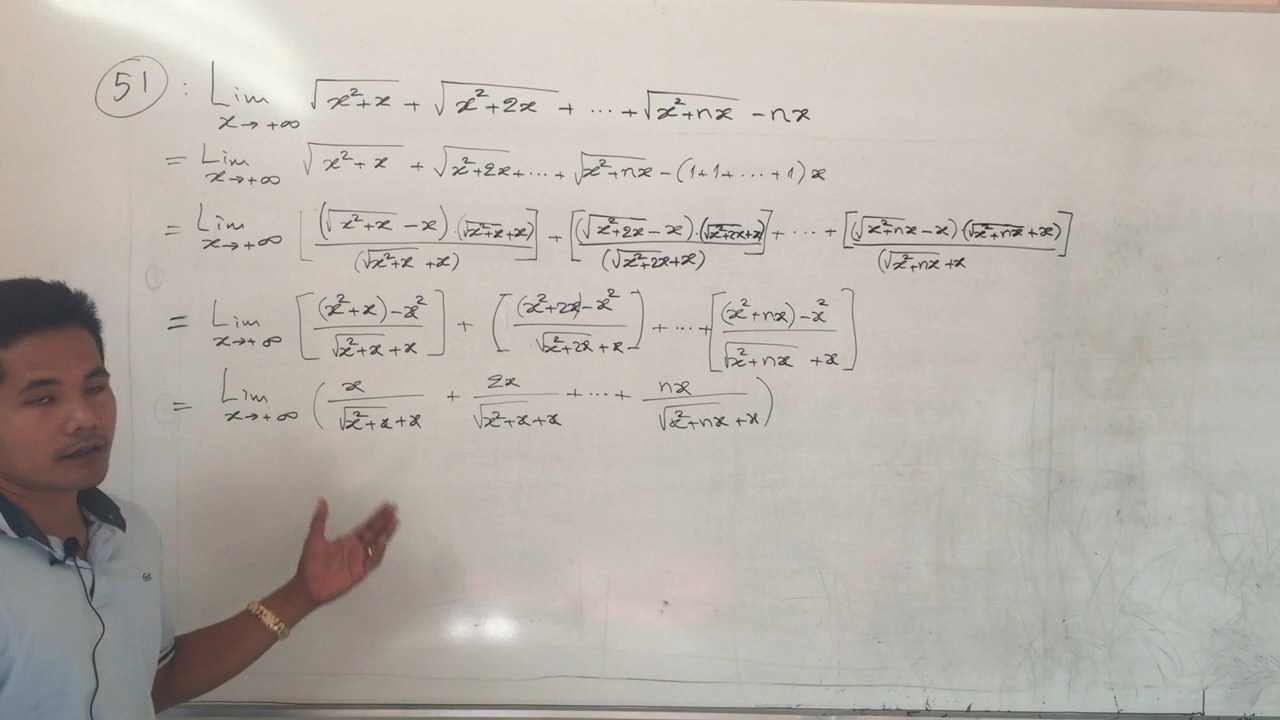 51 : Lim x→+∞ √(x²+x) + √(x²+2x) + ... + √(x²+nx) - nx
= Lim x→+∞ √(x²+x) + √(x²+2x) + ... + √(x²+nx) - (1+1+...+1)x
= Lim x→+∞ [(√(x²+x) - x)·(√(x²+x)+x) / (√(x²+x) + x)] + [(√(x²+2x) - x)·(√(x²+2x)+x) / (√(x²+2x)+x)] + ... + [(√(x²+nx) - x)(√(x²+nx)+x) / (√(x²+nx)+x]
= Lim x→+∞ [(x²+x)-x² / √(x²+x)+x] + [(x²+2x)-x² / √(x²+2x)+x] + ... + [(x²+nx)-x² / √(x²+nx) +x]
= Lim x→+∞ (x / √(x²+x)+x + 2x / √(x²+x)+x + ... + nx / √(x²+nx)+x)